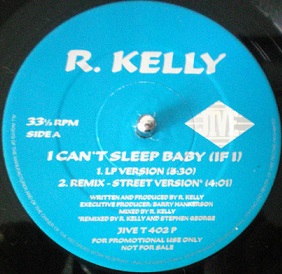 R. KELLY
33⅓ RPM
SIDE A
JIVE
I CAN'T SLEEP BABY (IF I)
1. LP VERSION (5:30)
2. REMIX - STREET VERSION* (4:01)
WRITTEN AND PRODUCED BY R. KELLY
EXECUTIVE PRODUCER: BARRY HANKERSON
MIXED BY R. KELLY
*REMIXED BY R. KELLY AND STEPHEN GEORGE
JIVE T 402 P
FOR PROMOTIONAL USE ONLY
NOT FOR SALE